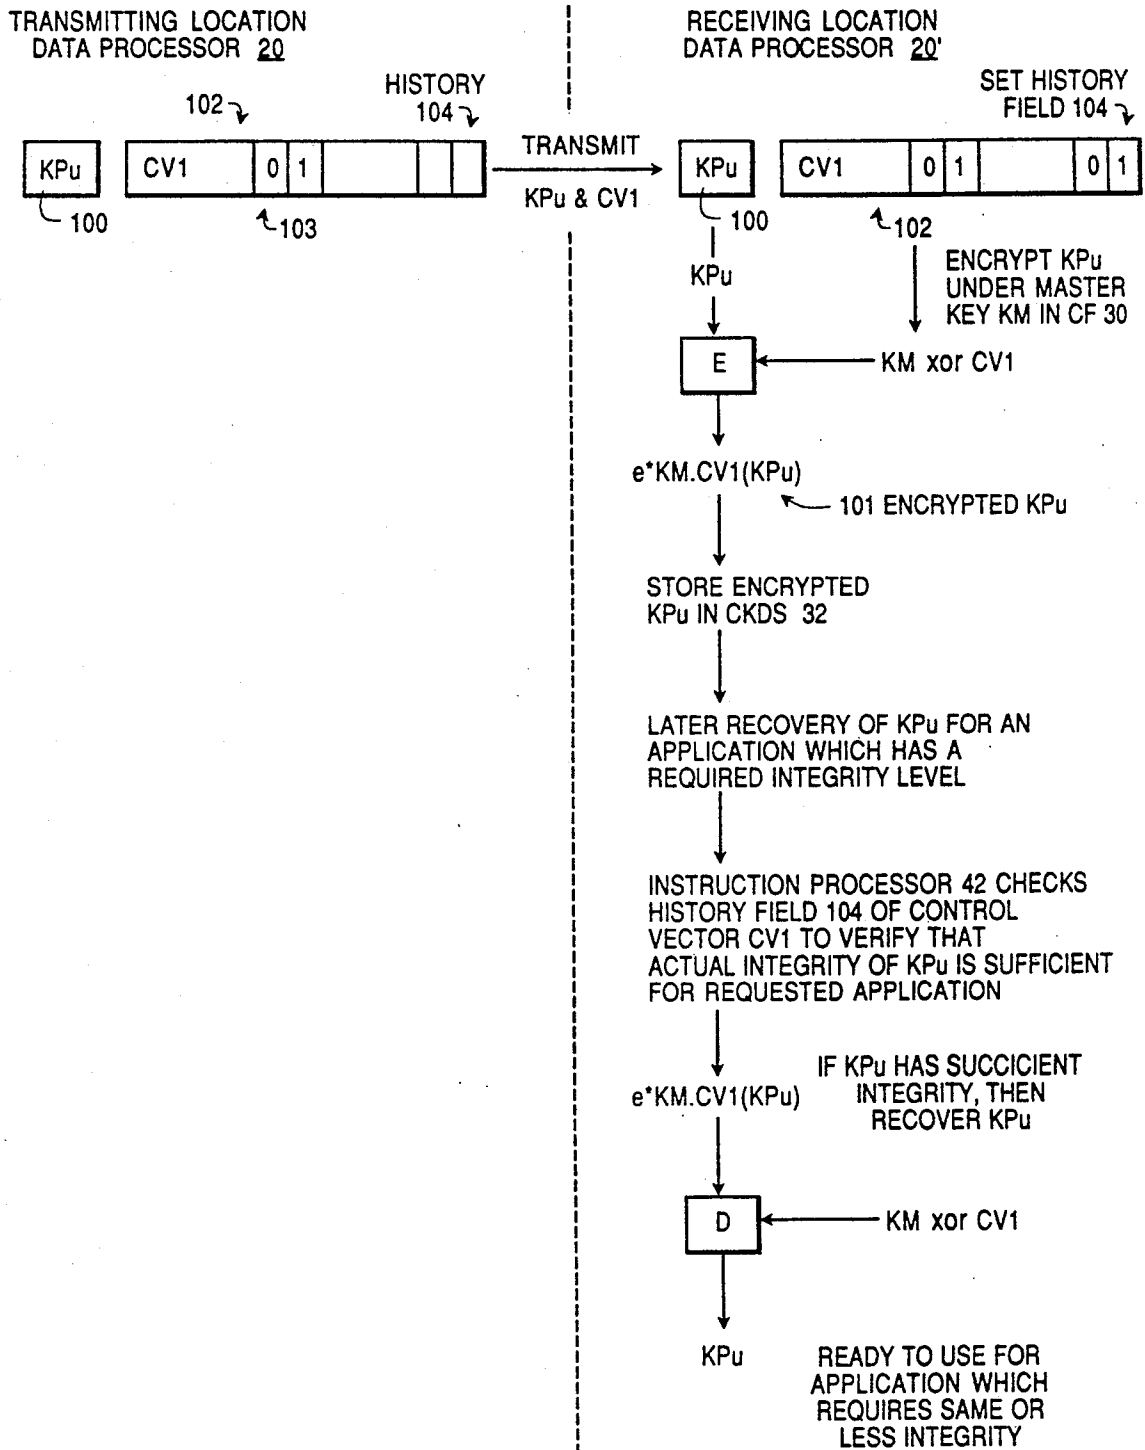 TRANSMITTING LOCATION
DATA PROCESSOR 20
HISTORY
102
104
KPu
CV1
0
1
100
103
TRANSMIT
KPu & CV1
RECEIVING LOCATION
DATA PROCESSOR 20'
SET HISTORY
FIELD 104
KPu
CV1
0
1
0
1
100
102
KPu
ENCRYPT KPu
UNDER MASTER
KEY KM IN CF 30
E
KM xor CV1
e*KM.CV1(KPu)
101 ENCRYPTED KPu
STORE ENCRYPTED
KPu IN CKDS 32
LATER RECOVERY OF KPu FOR AN
APPLICATION WHICH HAS A
REQUIRED INTEGRITY LEVEL
INSTRUCTION PROCESSOR 42 CHECKS
HISTORY FIELD 104 OF CONTROL
VECTOR CV1 TO VERIFY THAT
ACTUAL INTEGRITY OF KPu IS SUFFICIENT
FOR REQUESTED APPLICATION
e*KM.CV1(KPu)
IF KPu HAS SUCCICIENT
INTEGRITY, THEN
RECOVER KPu
D
KM xor CV1
KPu
READY TO USE FOR
APPLICATION WHICH
REQUIRES SAME OR
LESS INTEGRITY